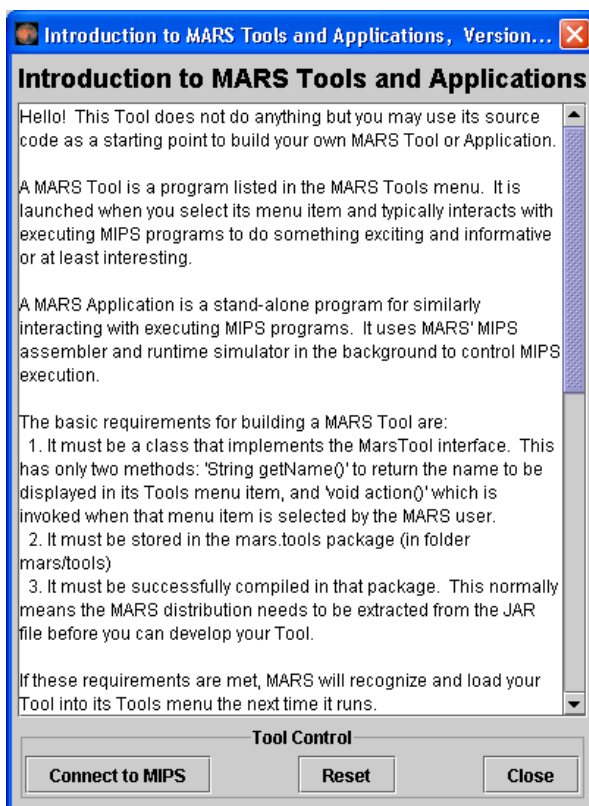 Introduction to MARS Tools and Applications, Version...
Introduction to MARS Tools and Applications
Hello! This Tool does not do anything but you may use its source
code as a starting point to build your own MARS Tool or Application.
A MARS Tool is a program listed in the MARS Tools menu. It is
launched when you select its menu item and typically interacts with
executing MIPS programs to do something exciting and informative
or at least interesting.
A MARS Application is a stand-alone program for similarly
interacting with executing MIPS programs. It uses MARS' MIPS
assembler and runtime simulator in the background to control MIPS
execution.
The basic requirements for building a MARS Tool are:
1. It must be a class that implements the MarsTool interface. This
has only two methods: 'String getName()' to return the name to be
displayed in its Tools menu item, and 'void action()' which is
invoked when that menu item is selected by the MARS user.
2. It must be stored in the mars.tools package (in folder
mars/tools)
3. It must be successfully compiled in that package. This normally
means the MARS distribution needs to be extracted from the JAR
file before you can develop your Tool.
If these requirements are met, MARS will recognize and load your
Tool into its Tools menu the next time it runs.
Tool Control
Connect to MIPS
Reset
Close